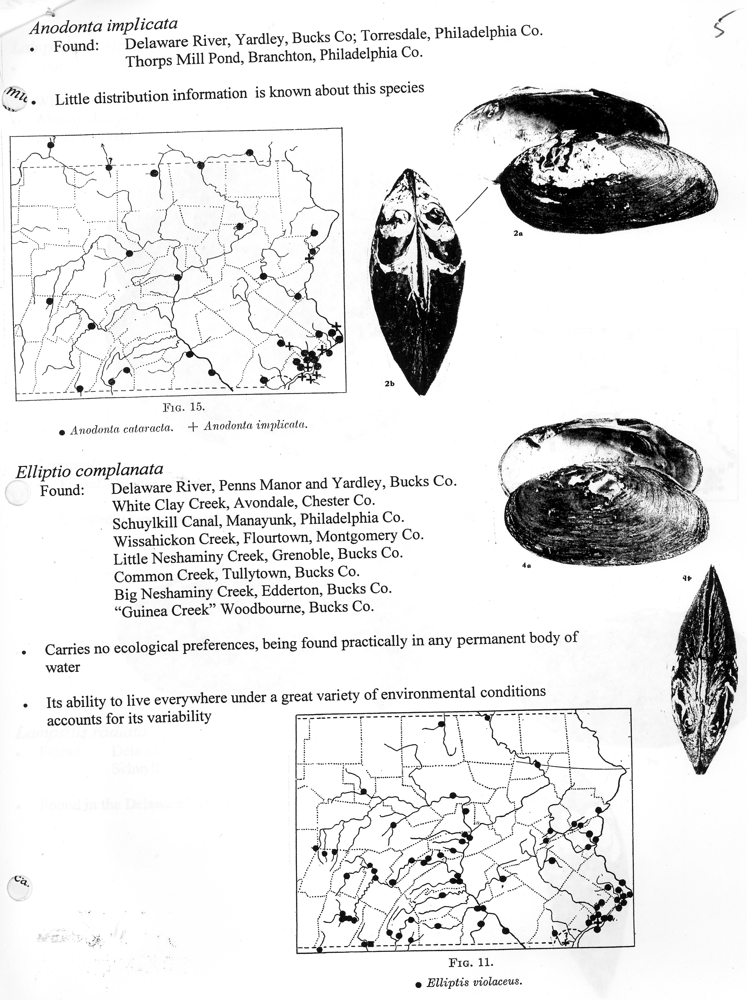 5
Anodonta implicata
• Found: Delaware River, Yardley, Bucks Co; Torresdale, Philadelphia Co.
Thorps Mill Pond, Branchton, Philadelphia Co.
• Little distribution information is known about this species
?
?
2a
2b
FIG. 15.
● Anodonta cataracta. + Anodonta implicata.
Elliptio complanata
Found: Delaware River, Penns Manor and Yardley, Bucks Co.
White Clay Creek, Avondale, Chester Co.
Schuylkill Canal, Manayunk, Philadelphia Co.
Wissahickon Creek, Flourtown, Montgomery Co.
Little Neshaminy Creek, Grenoble, Bucks Co.
Common Creek, Tullytown, Bucks Co.
Big Neshaminy Creek, Edderton, Bucks Co.
“Guinea Creek” Woodbourne, Bucks Co.
4a
4b
• Carries no ecological preferences, being found practically in any permanent body of
water
• Its ability to live everywhere under a great variety of environmental conditions
accounts for its variability
?
FIG. 11.
● Elliptis violaceus.